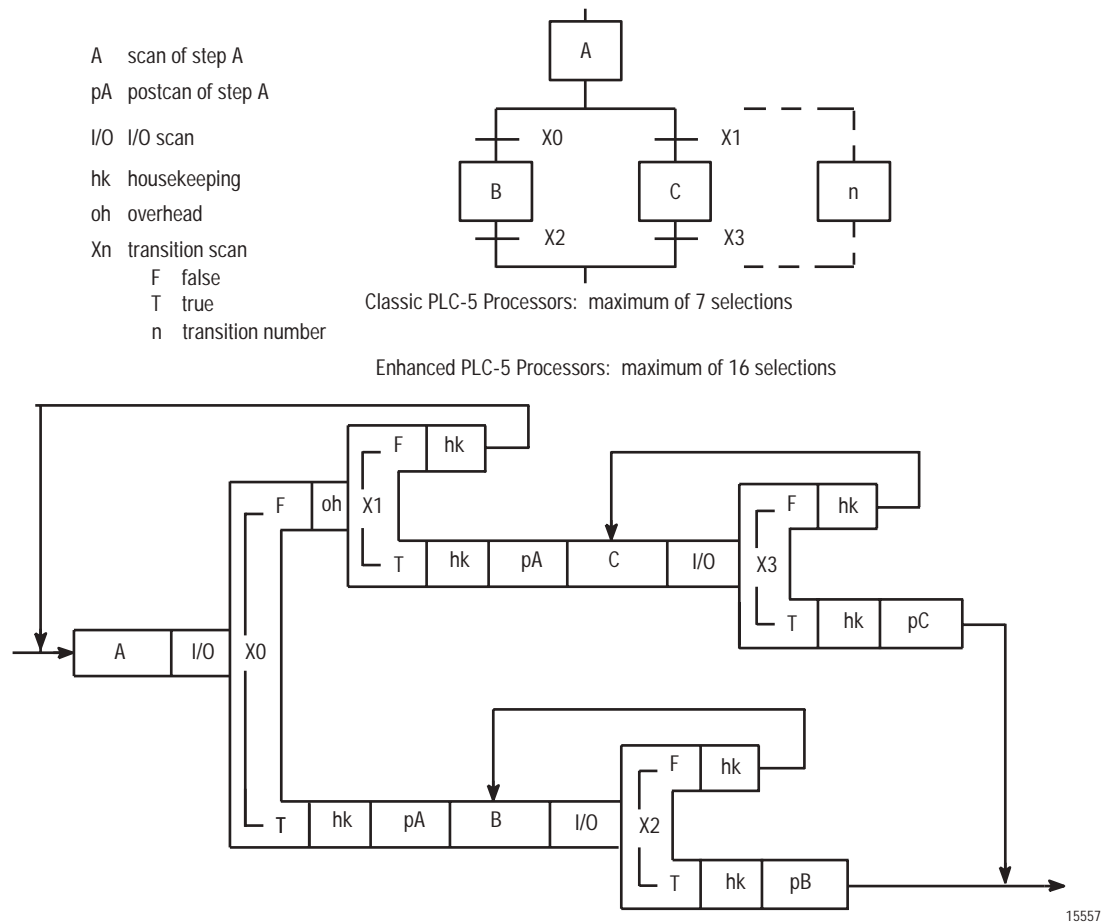 A scan of step A
pA postcan of step A
I/O I/O scan
hk housekeeping
oh overhead
Xn transition scan
F false
T true
n transition number
A
X0
X1
B
C
n
X2
X3
Classic PLC-5 Processors: maximum of 7 selections
Enhanced PLC-5 Processors: maximum of 16 selections
F hk
F oh X1
F hk
T hk pA C I/O X3
T hk pC
A I/O X0
F hk
T hk pA B I/O X2
T hk pB
15557